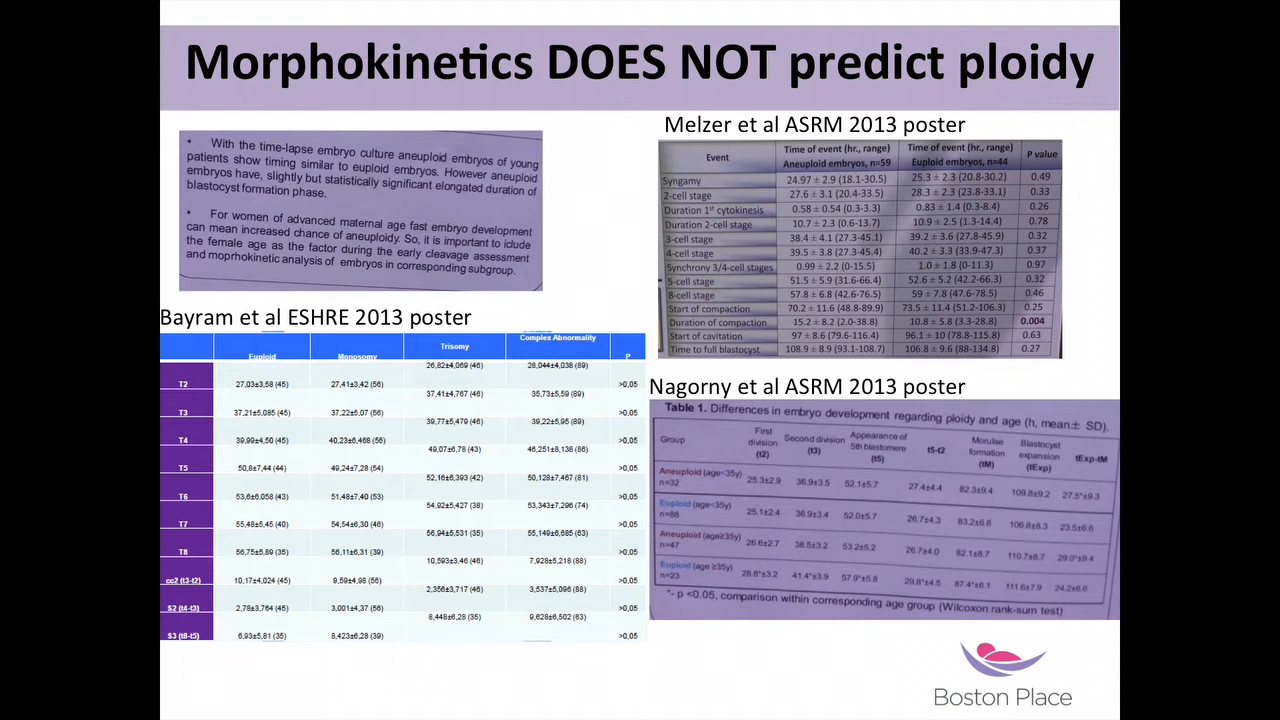 Morphokinetics DOES NOT predict ploidy
• With the time-lapse embryo culture aneuploid embryos of young
patients show timing similar to euploid embryos. However aneuploid
embryos have, slightly but statistically significant elongated duration of
blastocyst formation phase.
• For women of advanced maternal age fast embryo development
can mean increased chance of aneuploidy. So, it is important to iclude
the female age as the factor during the early cleavage assessment
and moprhokinetic analysis of embryos in corresponding subgroup.
Bayram et al ESHRE 2013 poster
Euploid Monosomy Trisomy Complex Abnormality P
T2 27,03±3,58 (45) 27,41±3,42 (56) 26,82±4,069 (46) 28,044±4,038 (89) >0,05
T3 37,21±5,085 (45) 37,22±5,07 (56) 37,41±4,767 (46) 35,73±5,59 (89) >0,05
T4 39,99±4,50 (45) 40,23±6,468 (56) 39,77±5,479 (46) 39,22±5,95 (89) >0,05
T5 50,8±7,44 (44) 49,24±7,28 (54) 49,07±6,78 (43) 46,251±8,138 (86) >0,05
T6 53,6±6,058 (43) 51,48±7,40 (53) 52,16±6,393 (42) 50,128±7,467 (81) >0,05
T7 55,48±5,45 (40) 54,54±6,30 (46) 54,92±5,427 (38) 53,343±7,296 (74) >0,05
T8 56,75±5,89 (35) 56,11±6,31 (39) 56,94±5,531 (35) 55,149±6,685 (63) >0,05
cc2 (t3-t2) 10,17±4,024 (45) 9,59±4,98 (56) 10,593±3,46 (46) 7,928±5,218 (88) >0,05
S2 (t4-t3) 2,78±3,764 (45) 3,001±4,37 (56) 2,356±3,717 (46) 3,537±5,096 (88) >0,05
S3 (t8-t5) 6,93±5,81 (35) 8,423±6,28 (39) 8,448±6,28 (35) 9,628±6,502 (63) >0,05
Melzer et al ASRM 2013 poster
Event Time of event (hr., range) Aneuploid embryos, n=59 Time of event (hr., range) Euploid embryos, n=44 P value
Syngamy 24.97 ± 2.9 (18.1-30.5) 25.3 ± 2.3 (20.8-30.2) 0.49
2-cell stage 27.6 ± 3.1 (20.4-33.5) 28.3 ± 2.3 (23.8-33.1) 0.33
Duration 1st cytokinesis 0.58 ± 0.54 (0.3-3.3) 0.83 ± 1.4 (0.3-8.4) 0.26
Duration 2-cell stage 10.7 ± 2.3 (0.6-13.7) 10.9 ± 2.5 (1.3-14.4) 0.78
3-cell stage 38.4 ± 4.1 (27.3-45.1) 39.2 ± 3.6 (27.8-45.9) 0.32
4-cell stage 39.5 ± 3.8 (27.3-45.4) 40.2 ± 3.3 (33.9-47.3) 0.37
Synchrony 3/4-cell stages 0.99 ± 2.2 (0-15.5) 1.0 ± 1.8 (0-11.3) 0.97
5-cell stage 51.5 ± 5.9 (31.6-66.4) 52.6 ± 5.2 (42.2-66.3) 0.32
8-cell stage 57.8 ± 6.8 (42.6-76.5) 59 ± 7.8 (47.6-78.5) 0.46
Start of compaction 70.2 ± 11.6 (48.8-89.9) 73.5 ± 11.4 (51.2-106.3) 0.25
Duration of compaction 15.2 ± 8.2 (2.0-38.8) 10.8 ± 5.8 (3.3-28.8) 0.004
Start of cavitation 97 ± 8.6 (79.6-116.4) 96.1 ± 10 (78.8-115.8) 0.63
Time to full blastocyst 108.9 ± 8.9 (93.1-108.7) 106.8 ± 9.6 (88-134.8) 0.27
Nagorny et al ASRM 2013 poster
Table 1. Differences in embryo development regarding ploidy and age (h, mean± SD).
Group First division (t2) Second division (t3) Appearance of 5th blastomere (t5) t5-t2 Morulae formation (tM) Blastocyst expansion (tExp) tExp-tM
Aneuploid (age<35y) n=32 25.3±2.9 36.9±3.5 52.1±5.7 27.4±4.4 82.3±9.4 109.8±9.2 27.5*±9.3
Euploid (age<35y) n=88 25.1±2.4 36.9±3.4 52.0±5.7 26.7±4.3 83.2±6.8 106.8±8.3 23.5±6.6
Aneuploid (age≥35y) n=47 26.6±2.7 38.5±3.2 53.2±5.2 26.7±4.0 82.1±8.7 110.7±8.7 29.0*±9.4
Euploid (age ≥35y) n=23 28.8*±3.2 41.4*±3.9 57.9*±5.8 29.8*±4.5 87.4*±6.1 111.6±7.9 24.2±6.6
*- p <0.05, comparison within corresponding age group (Wilcoxon rank-sum test)
Boston Place